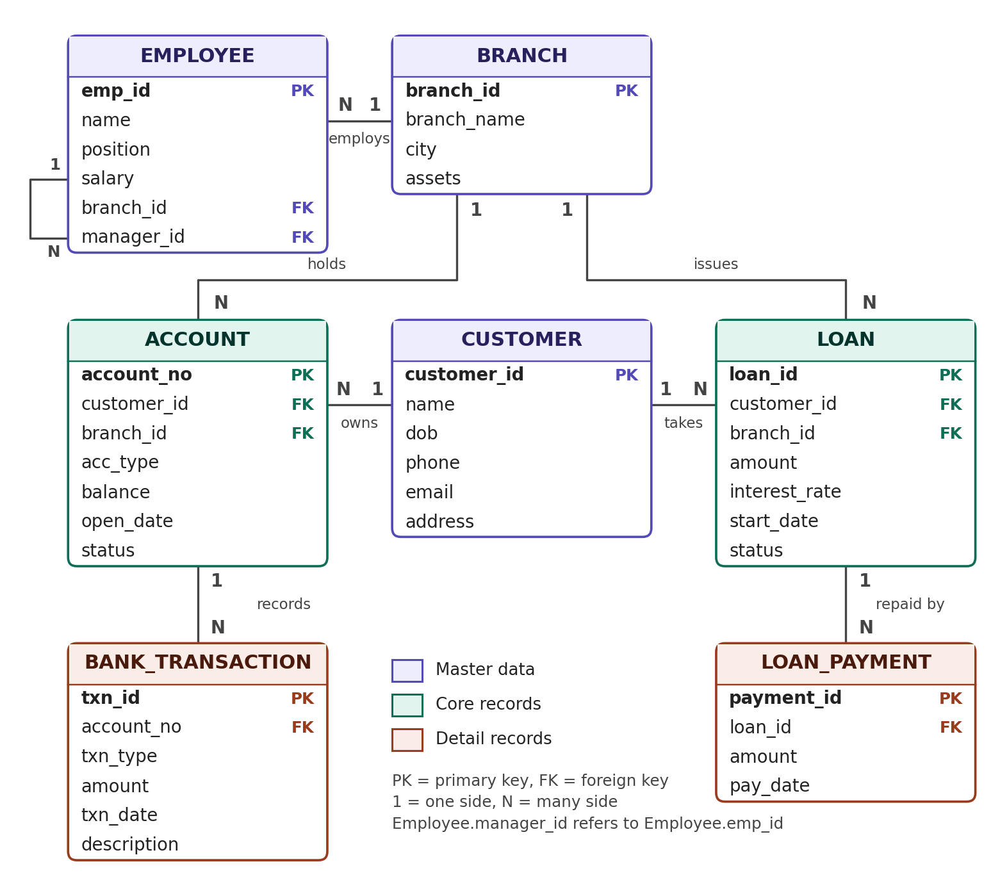 EMPLOYEE
emp_id PK
name
position
salary
branch_id FK
manager_id FK
1
N
N 1
employs
BRANCH
branch_id PK
branch_name
city
assets
1
1
holds
issues
N
N
ACCOUNT
account_no PK
customer_id FK
branch_id FK
acc_type
balance
open_date
status
N 1
owns
CUSTOMER
customer_id PK
name
dob
phone
email
address
1 N
takes
LOAN
loan_id PK
customer_id FK
branch_id FK
amount
interest_rate
start_date
status
1
records
N
1
repaid by
N
BANK_TRANSACTION
txn_id PK
account_no FK
txn_type
amount
txn_date
description
Master data
Core records
Detail records
PK = primary key, FK = foreign key
1 = one side, N = many side
Employee.manager_id refers to Employee.emp_id
LOAN_PAYMENT
payment_id PK
loan_id FK
amount
pay_date